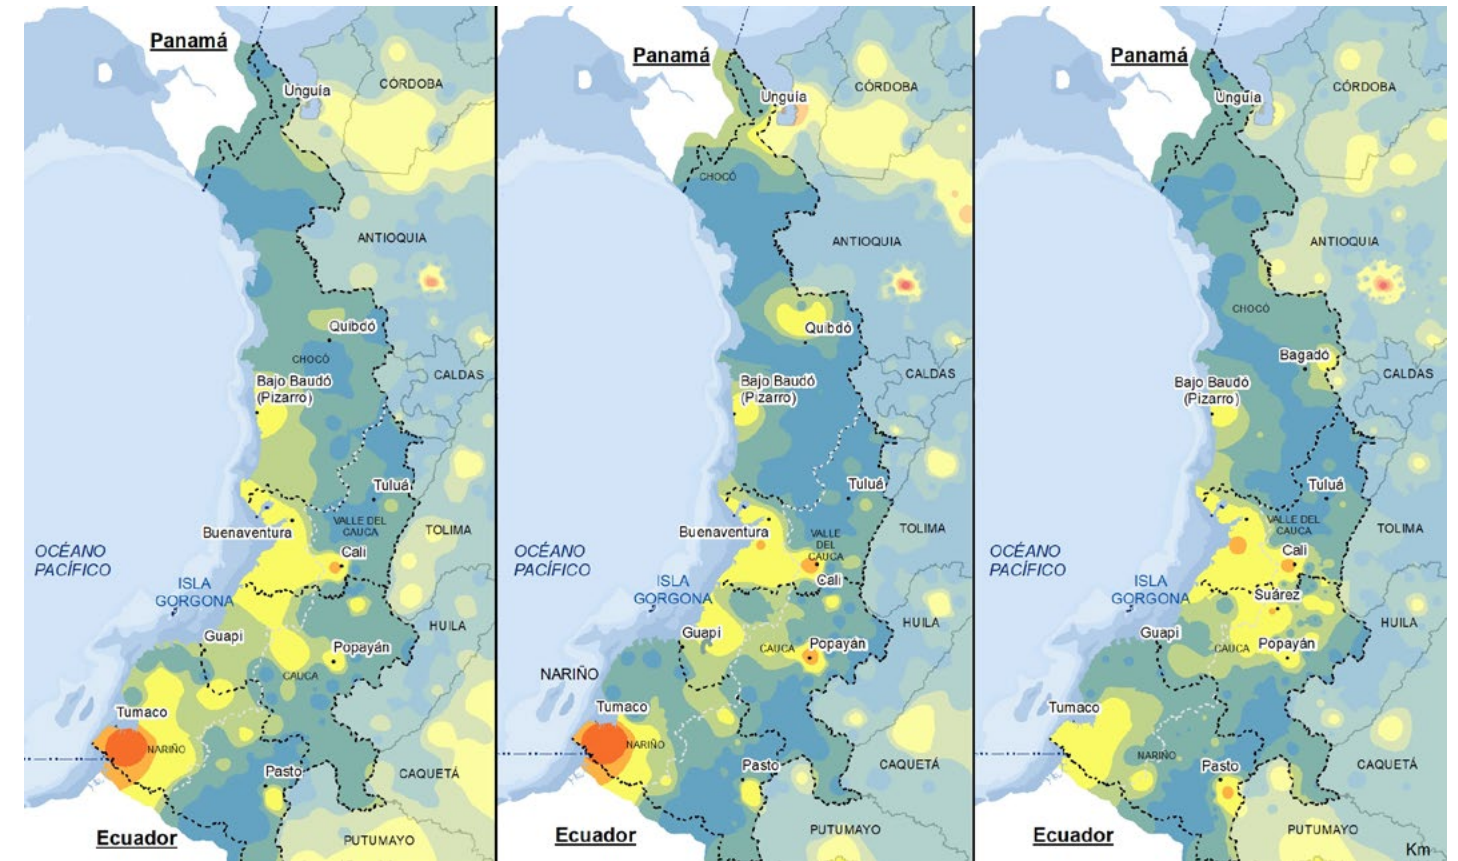 Panamá
CÓRDOBA
Unguía
ANTIOQUIA
Quibdó
CHOCÓ
Bajo Baudó
(Pizarro)
CALDAS
Tuluá
VALLE DEL
CAUCA
TOLIMA
Buenaventura
Cali
OCÉANO
PACÍFICO
ISLA
GORGONA
HUILA
Guapi
Popayán
CAUCA
Tumaco
NARIÑO
Pasto
CAQUETÁ
Ecuador
PUTUMAYO
Panamá
CÓRDOBA
Unguía
CHOCÓ
ANTIOQUIA
Quibdó
CALDAS
Bajo Baudó
(Pizarro)
Tuluá
TOLIMA
Buenaventura
VALLE
DEL
CAUCA
OCÉANO
PACÍFICO
Cali
ISLA
GORGONA
HUILA
Guapi
Popayán
CAUCA
NARIÑO
Tumaco
NARIÑO
Pasto
CAQUETÁ
Ecuador
PUTUMAYO
Panamá
CÓRDOBA
Unguía
ANTIOQUIA
CHOCÓ
Bagadó
CALDAS
Bajo Baudó
(Pizarro)
Tuluá
VALLE DEL
CAUCA
TOLIMA
OCÉANO
PACÍFICO
Cali
ISLA
GORGONA
Suárez
HUILA
Guapi
Popayán
CAUCA
Tumaco
NARIÑO
Pasto
CAQUETÁ
Ecuador
PUTUMAYO
Km